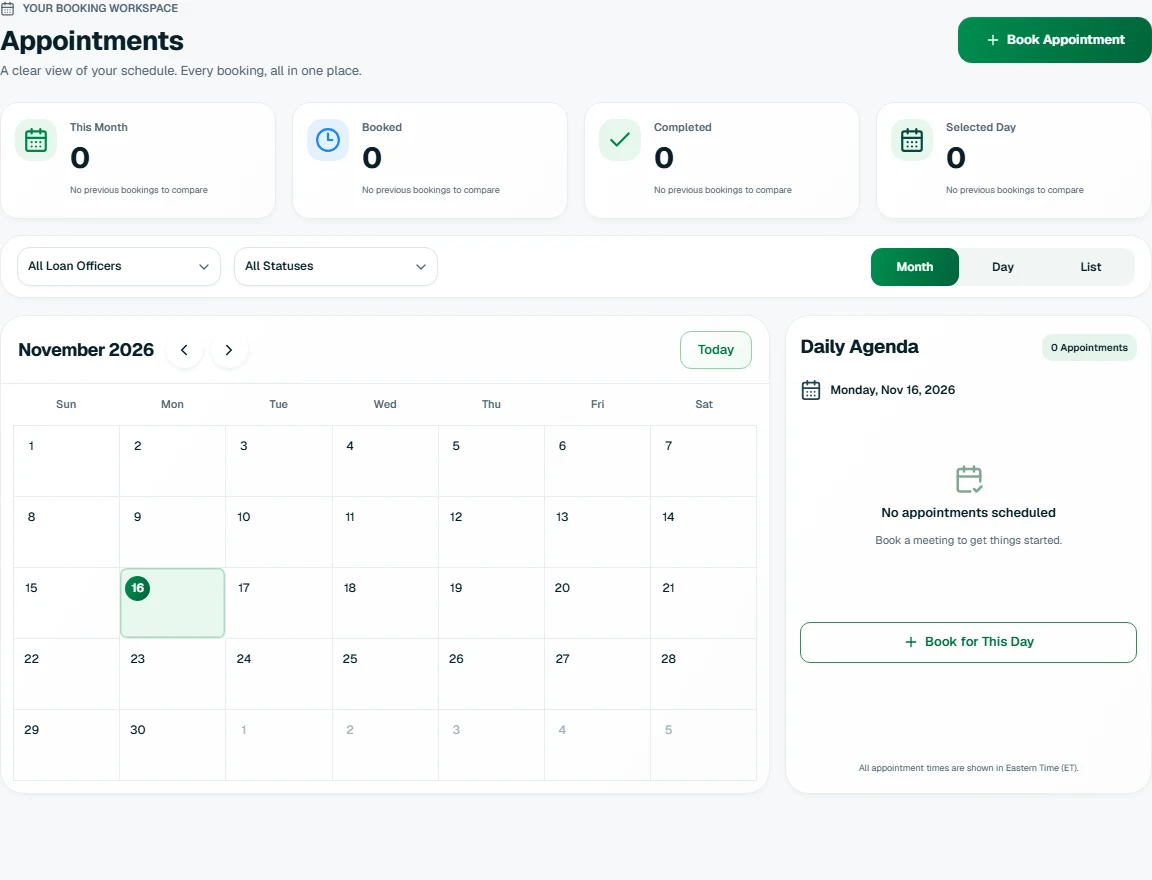 YOUR BOOKING WORKSPACE
Appointments
A clear view of your schedule. Every booking, all in one place.
Book Appointment
This Month
0
No previous bookings to compare
Booked
0
No previous bookings to compare
Completed
0
No previous bookings to compare
Selected Day
0
No previous bookings to compare
All Loan Officers
All Statuses
Month Day List
November 2026
Today
Sun Mon Tue Wed Thu Fri Sat
1 2 3 4 5 6 7
8 9 10 11 12 13 14
15 16 17 18 19 20 21
22 23 24 25 26 27 28
29 30 1 2 3 4 5
Daily Agenda
0 Appointments
Monday, Nov 16, 2026
No appointments scheduled
Book a meeting to get things started.
Book for This Day
All appointment times are shown in Eastern Time (ET).